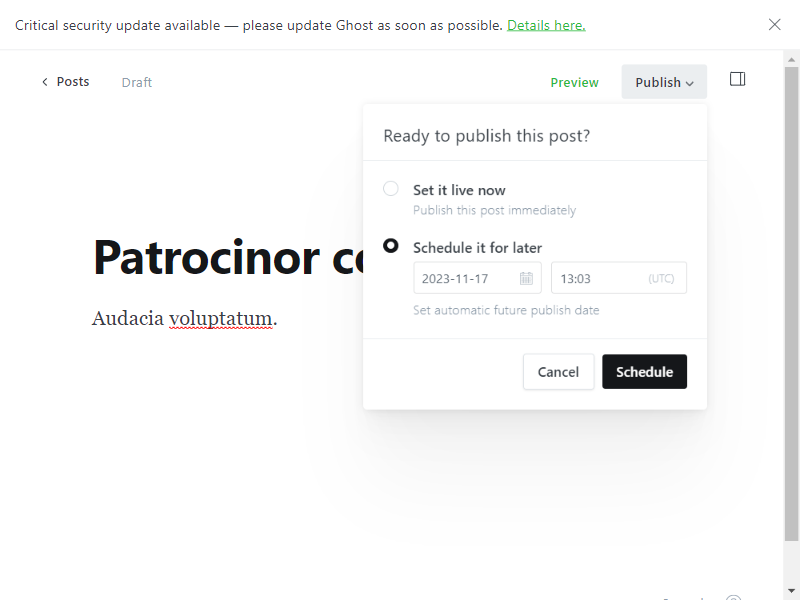 Critical security update available — please update Ghost as soon as possible. Details here.
Posts
Draft
Preview
Publish
Ready to publish this post?
Set it live now
Publish this post immediately
Schedule it for later
2023-11-17
13:03
(UTC)
Set automatic future publish date
Cancel
Schedule
Patrocinor
Audacia voluptatum.